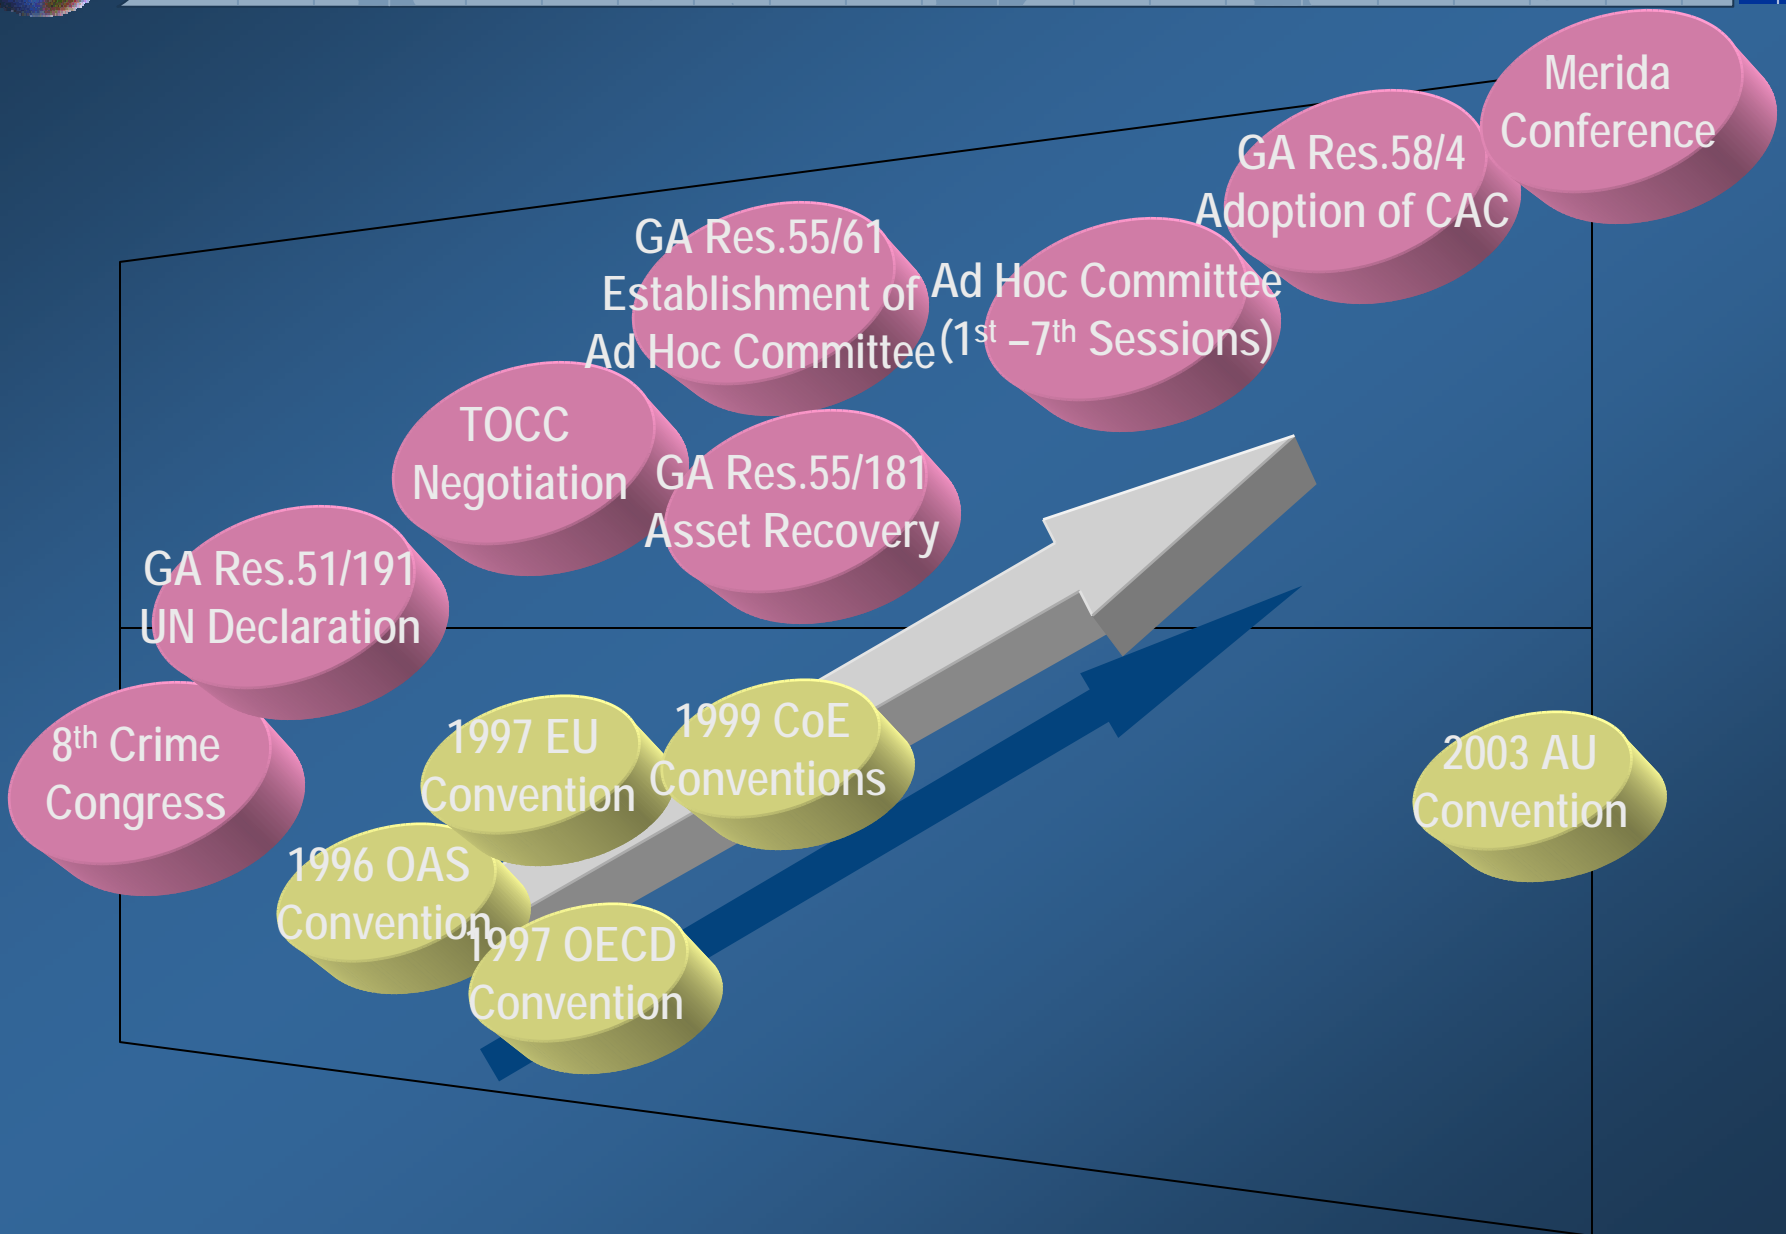 Merida
Conference
GA Res.58/4
Adoption of CAC
GA Res.55/61
Establishment of
Ad Hoc Committee
Ad Hoc Committee
(1st –7th Sessions)
TOCC
Negotiation
GA Res.55/181
Asset Recovery
GA Res.51/191
UN Declaration
8th Crime
Congress
1997 EU
Convention
1999 CoE
Conventions
2003 AU
Convention
1996 OAS
Convention
1997 OECD
Convention